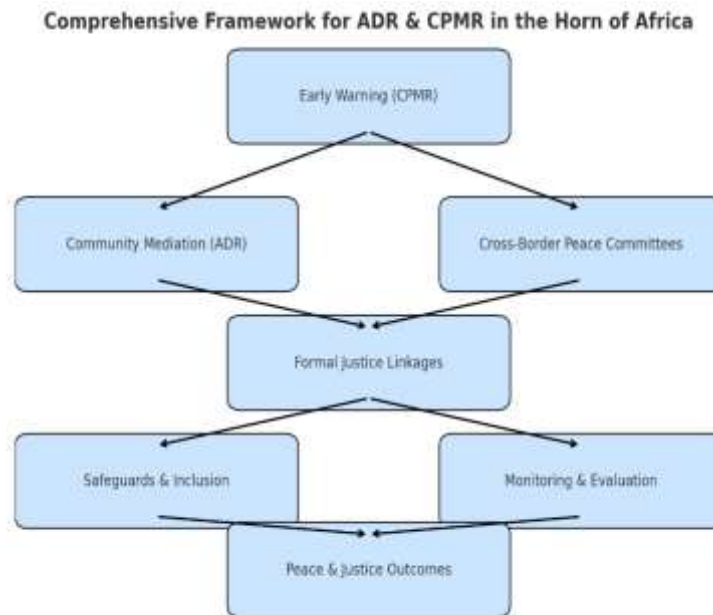 Comprehensive Framework for ADR & CPMR in the Horn of Africa
Early Warning (CPMR)
Community Mediation (ADR)
Cross-Border Peace Committees
Formal Justice Linkages
Safeguards & Inclusion
Monitoring & Evaluation
Peace & Justice Outcomes